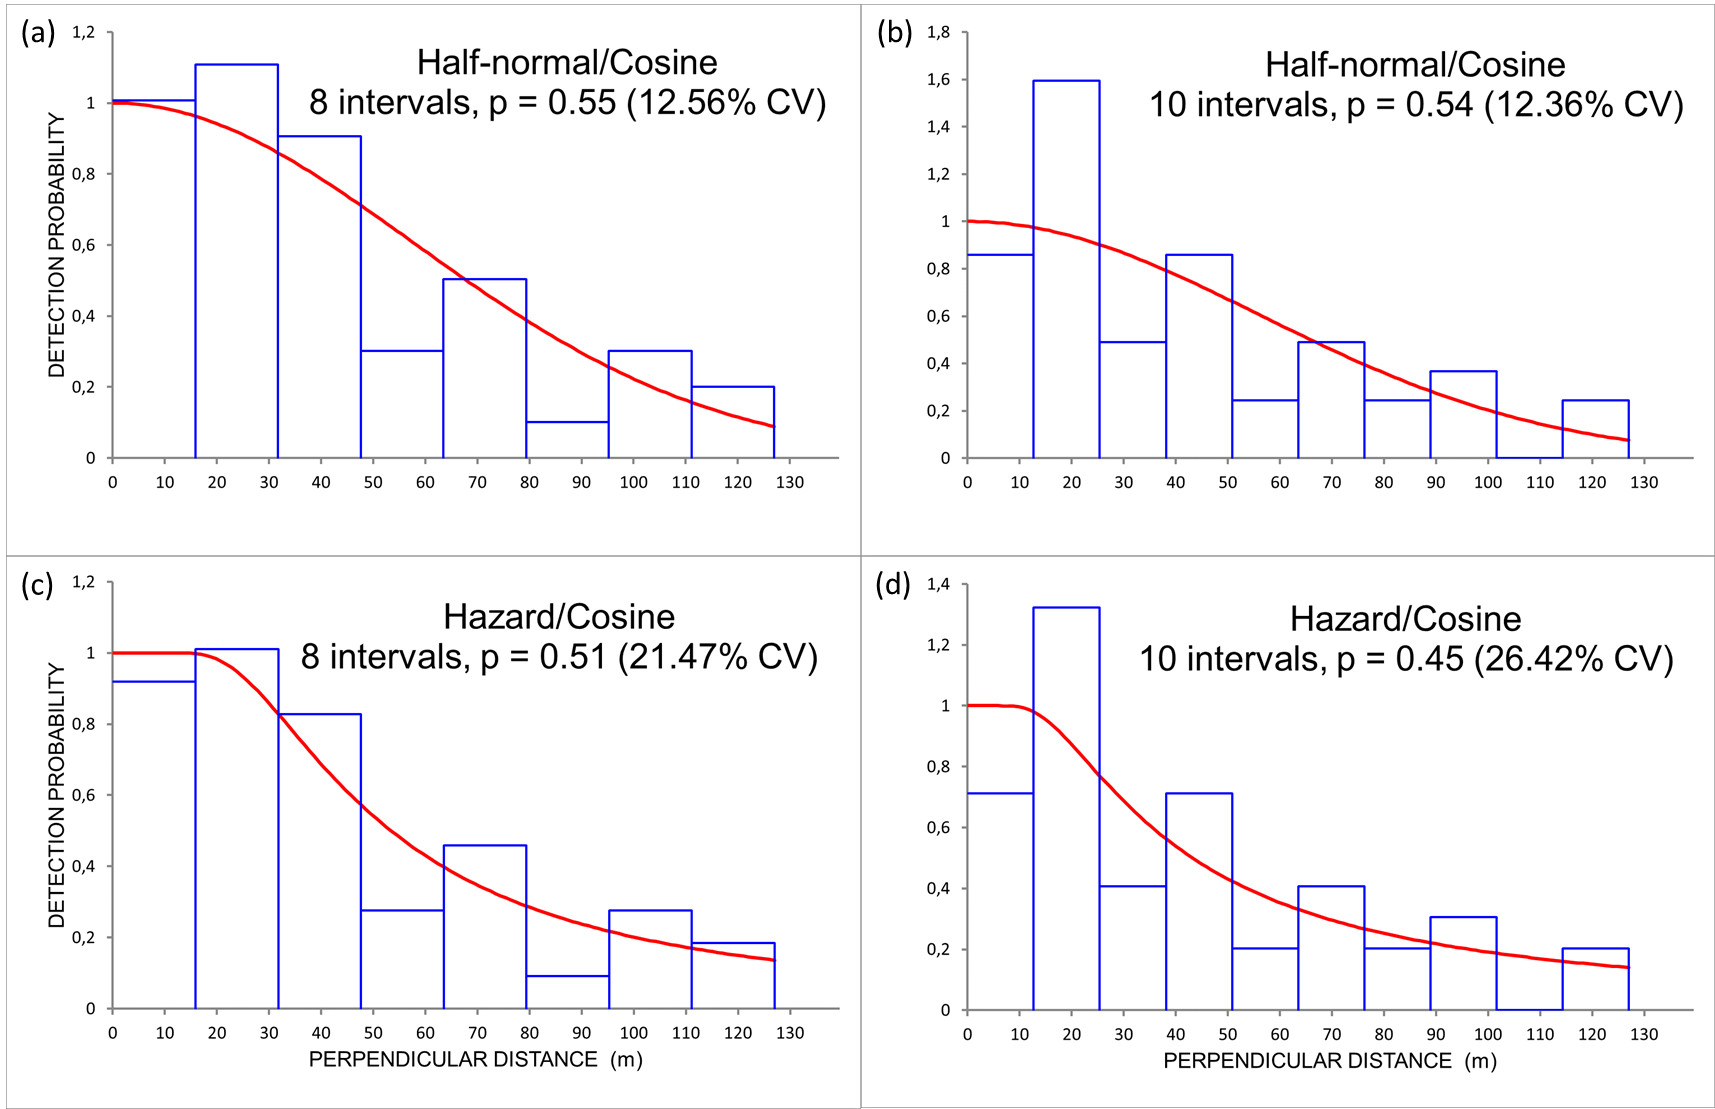 (a)
Half-normal/Cosine
8 intervals, p = 0.55 (12.56% CV)
DETECTION PROBABILITY
1,2
1
0,8
0,6
0,4
0,2
0
0 10 20 30 40 50 60 70 80 90 100 110 120 130
(b)
Half-normal/Cosine
10 intervals, p = 0.54 (12.36% CV)
1,8
1,6
1,4
1,2
1
0,8
0,6
0,4
0,2
0
0 10 20 30 40 50 60 70 80 90 100 110 120 130
(c)
Hazard/Cosine
8 intervals, p = 0.51 (21.47% CV)
DETECTION PROBABILITY
1,2
1
0,8
0,6
0,4
0,2
0
0 10 20 30 40 50 60 70 80 90 100 110 120 130
PERPENDICULAR DISTANCE (m)
(d)
Hazard/Cosine
10 intervals, p = 0.45 (26.42% CV)
1,4
1,2
1
0,8
0,6
0,4
0,2
0
0 10 20 30 40 50 60 70 80 90 100 110 120 130
PERPENDICULAR DISTANCE (m)